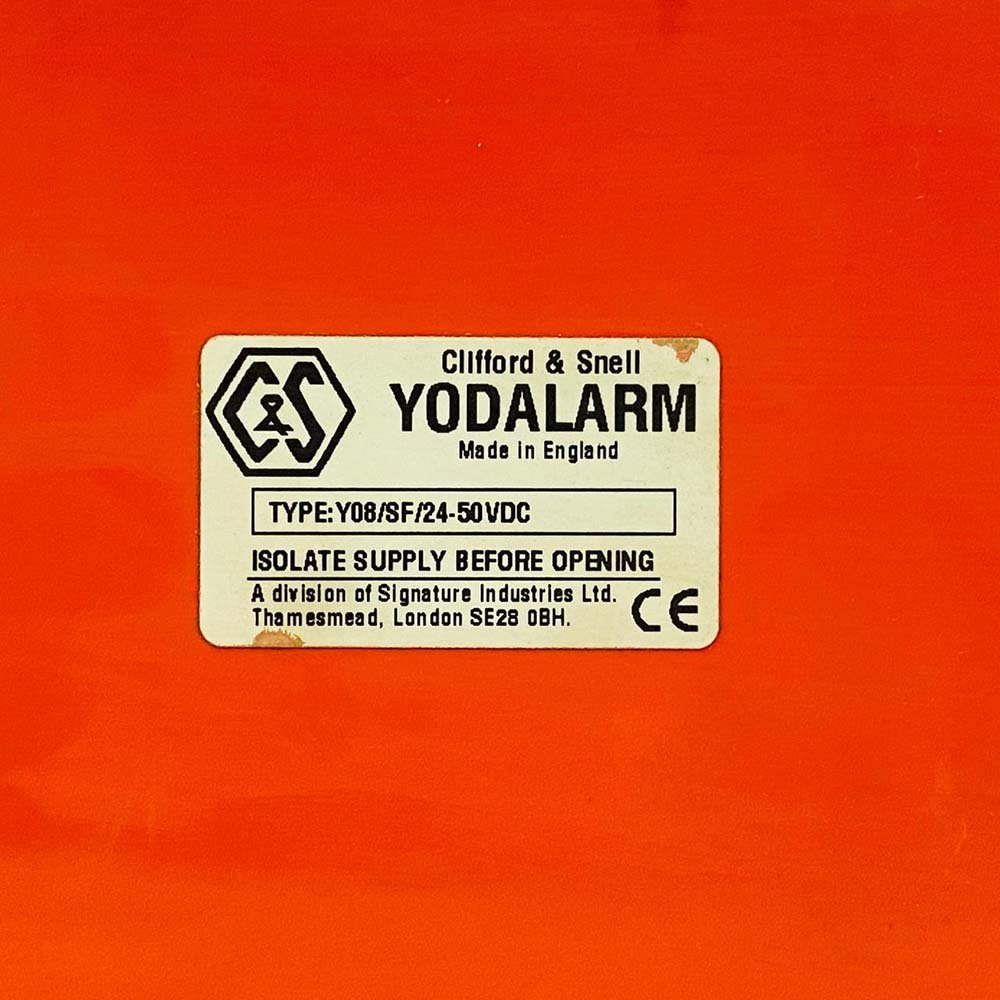 C&S
Clifford & Snell
YODALARM
Made in England
TYPE:Y08/SF/24-50VDC
ISOLATE SUPPLY BEFORE OPENING
A division of Signature Industries Ltd.
Thamesmead, London SE28 0BH.
CE